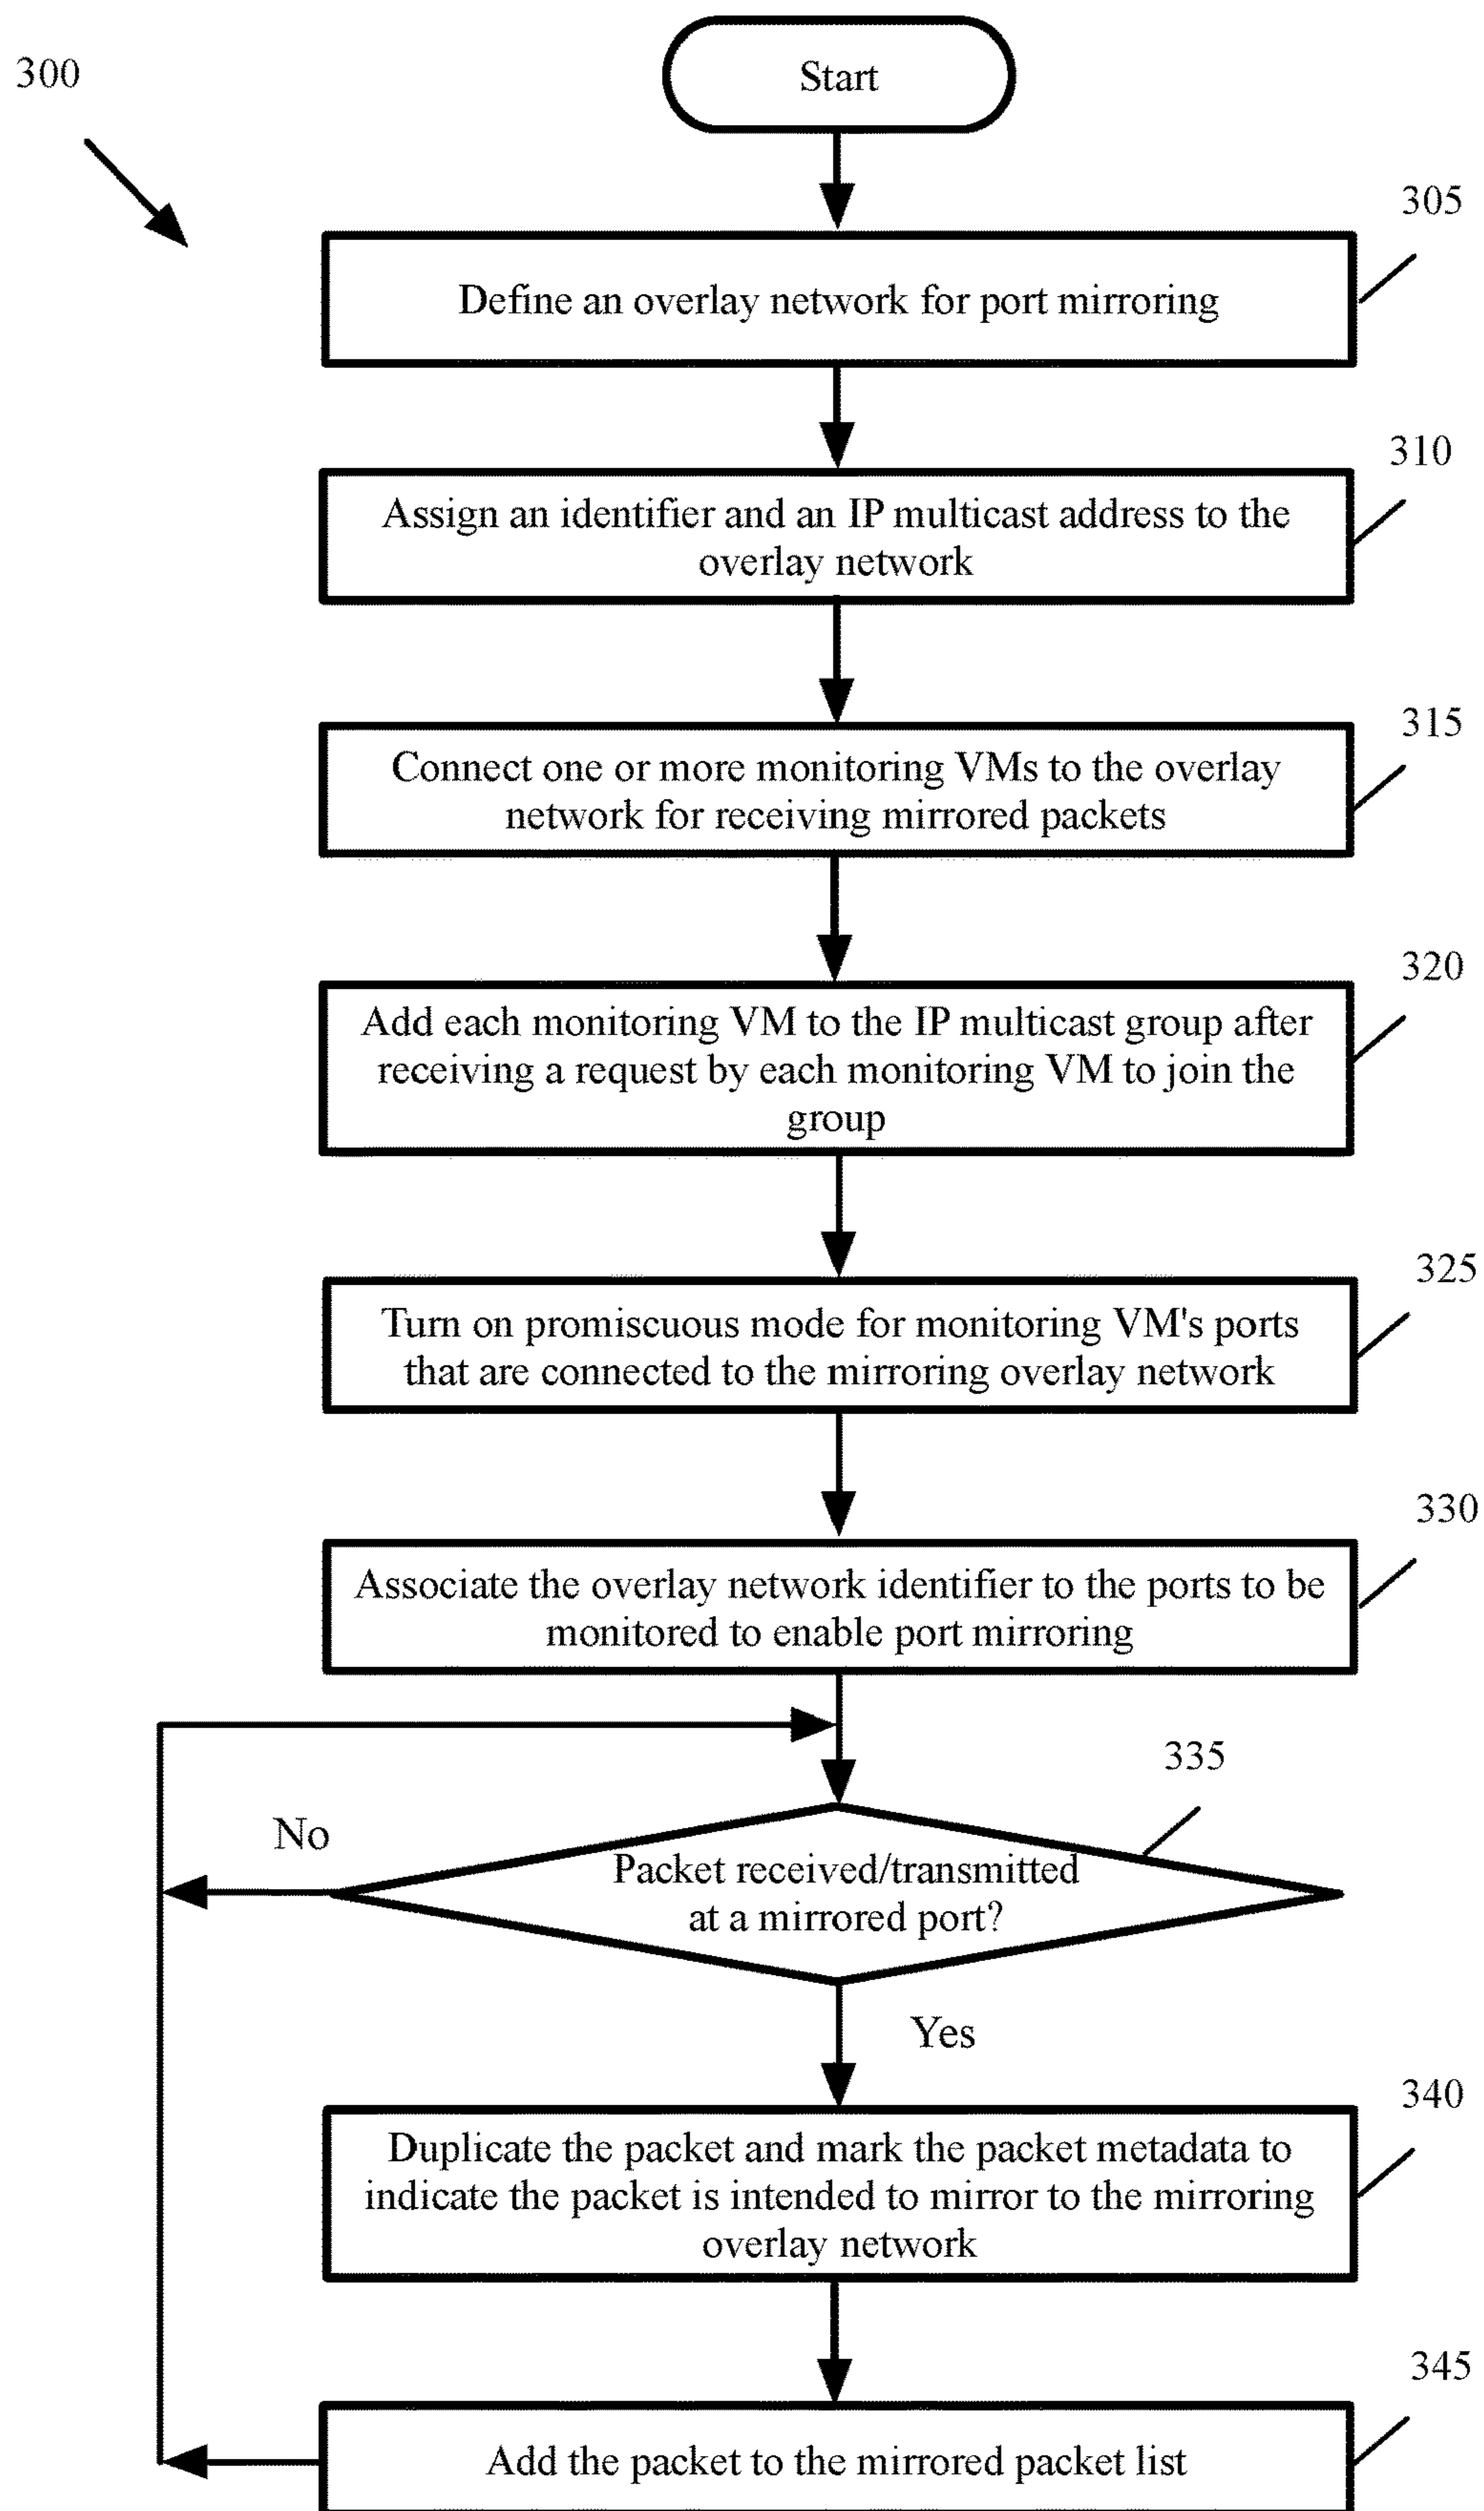 300
Start
305
Define an overlay network for port mirroring
310
Assign an identifier and an IP multicast address to the
overlay network
315
Connect one or more monitoring VMs to the overlay
network for receiving mirrored packets
320
Add each monitoring VM to the IP multicast group after
receiving a request by each monitoring VM to join the
group
325
Turn on promiscuous mode for monitoring VM's ports
that are connected to the mirroring overlay network
330
Associate the overlay network identifier to the ports to be
monitored to enable port mirroring
335
No
Packet received/transmitted
at a mirrored port?
Yes
340
Duplicate the packet and mark the packet metadata to
indicate the packet is intended to mirror to the mirroring
overlay network
345
Add the packet to the mirrored packet list